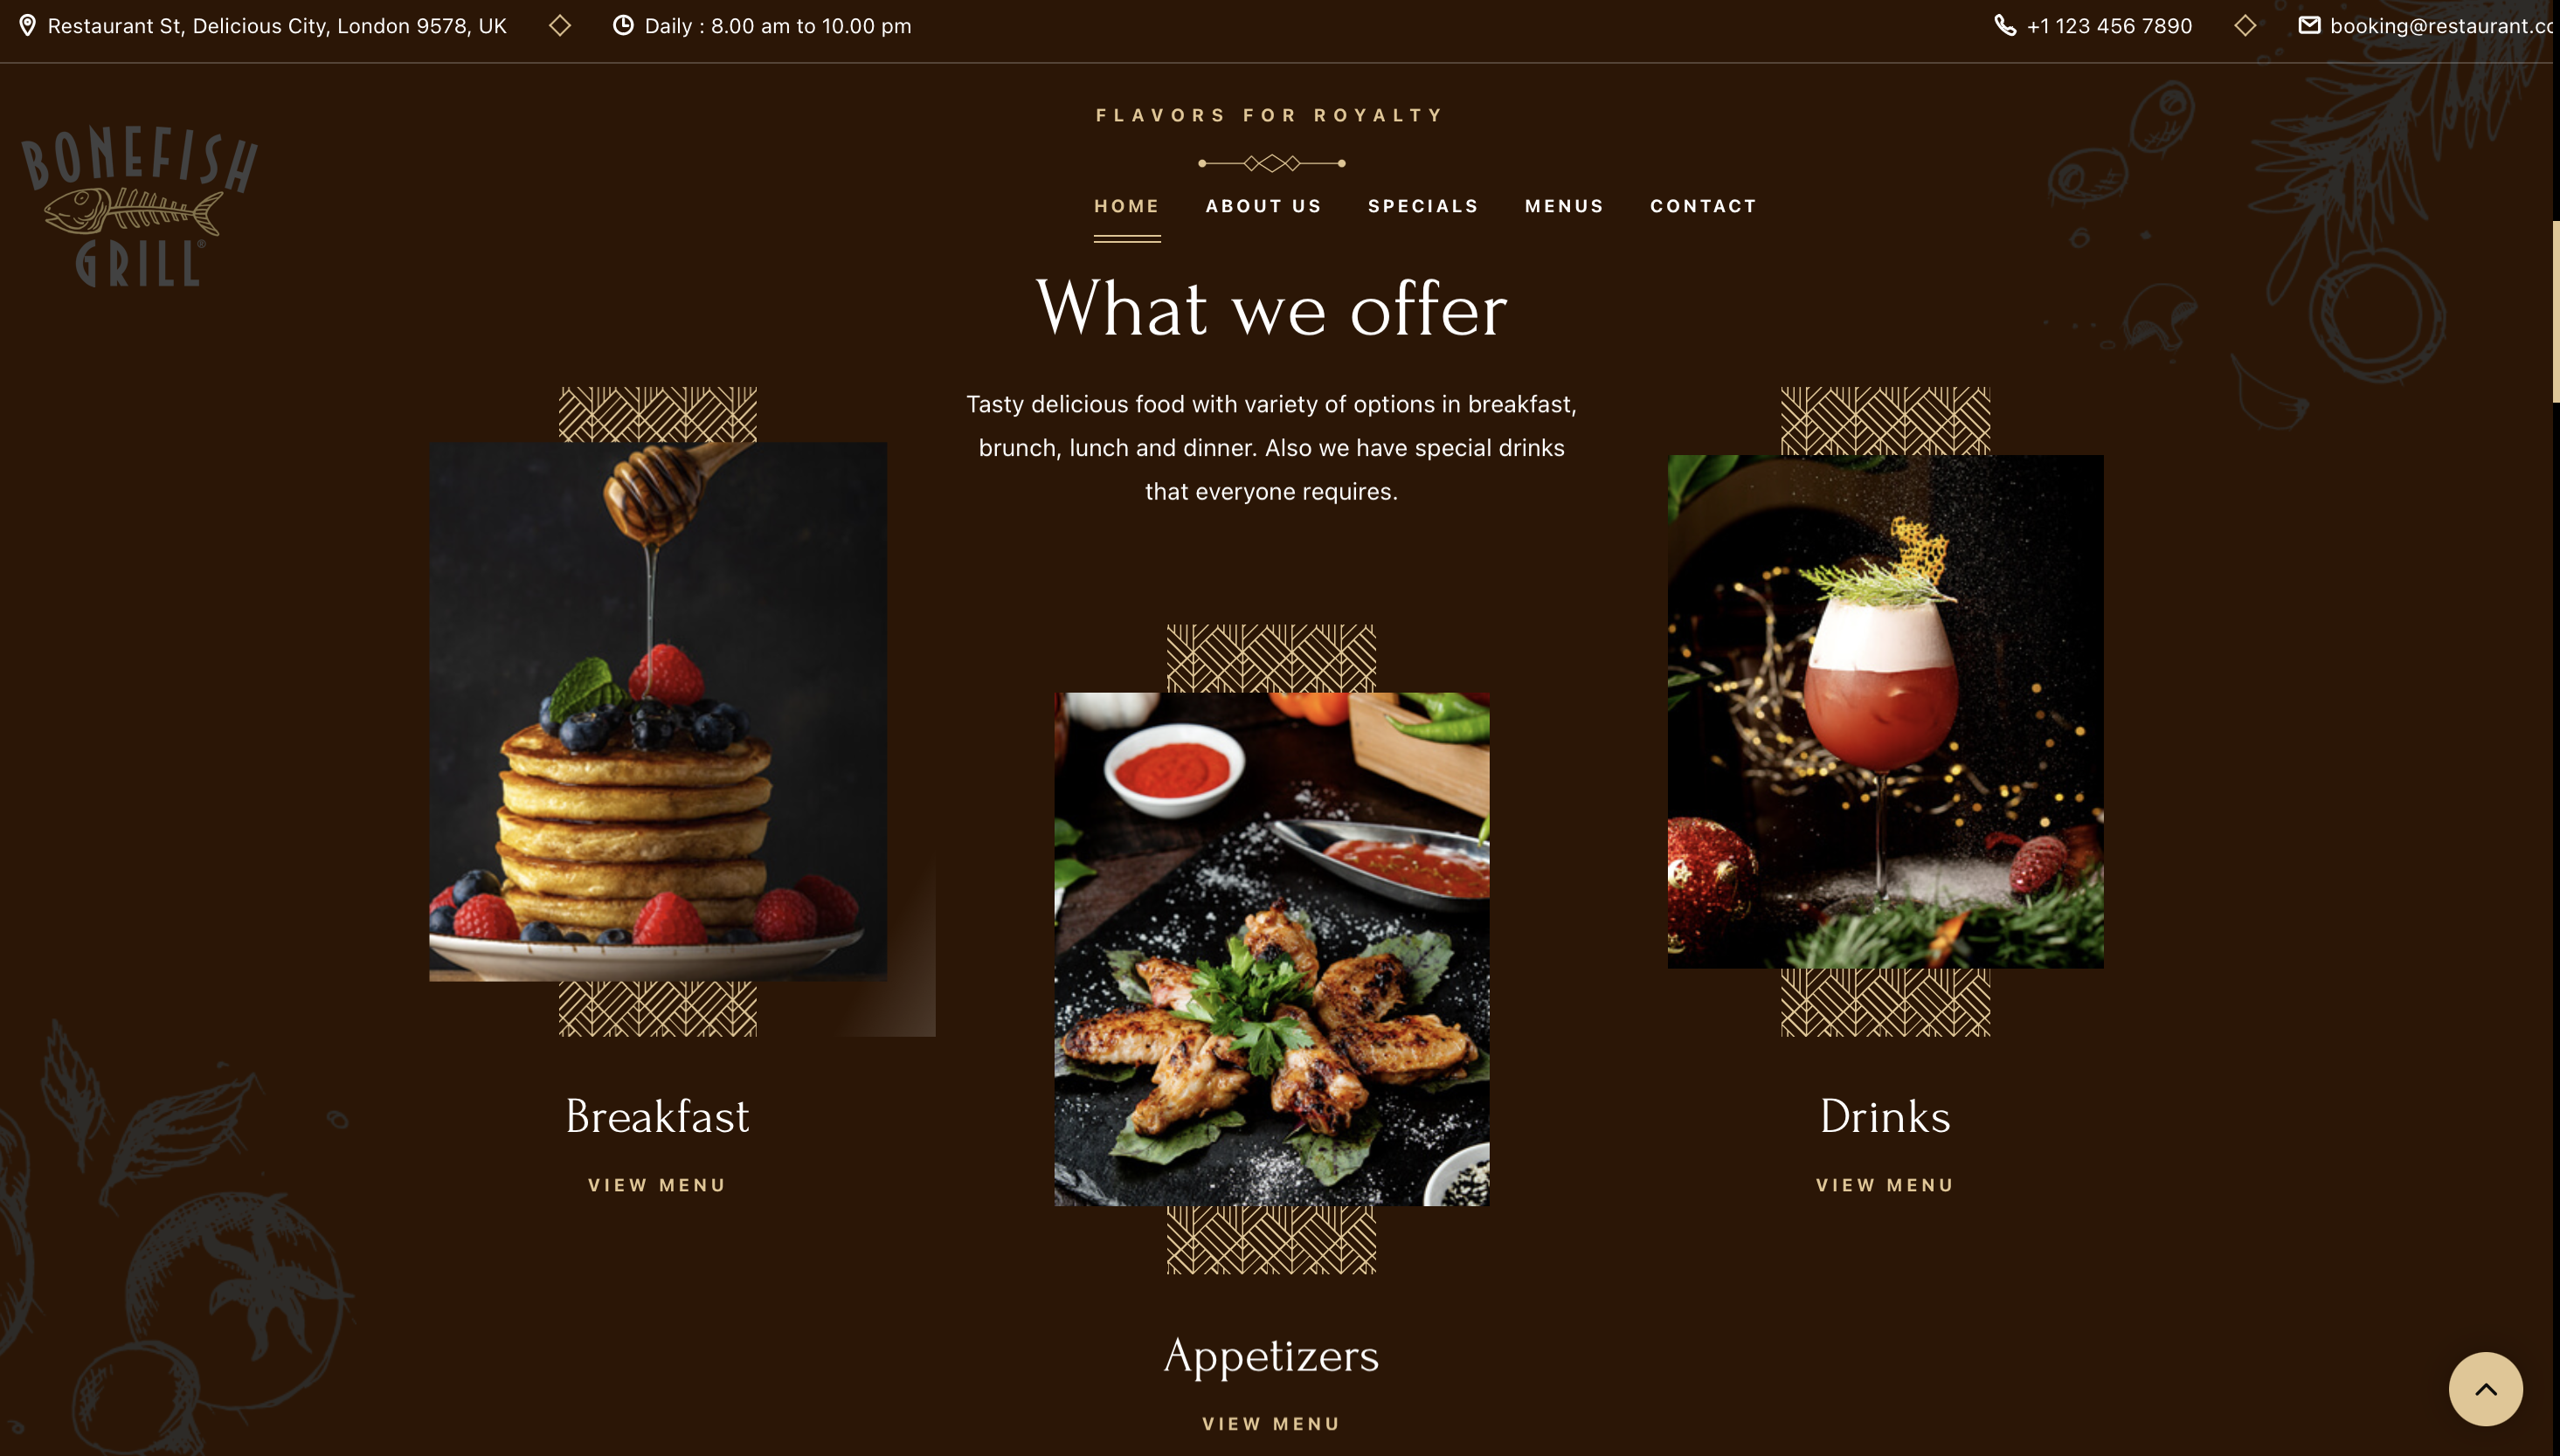 Restaurant St, Delicious City, London 9578, UK
Daily : 8.00 am to 10.00 pm
+1 123 456 7890
booking@restaurant.co
BONEFISH
GRILL®
FLAVORS FOR ROYALTY
HOME
ABOUT US
SPECIALS
MENUS
CONTACT
What we offer
Tasty delicious food with variety of options in breakfast,
brunch, lunch and dinner. Also we have special drinks
that everyone requires.
Breakfast
VIEW MENU
Drinks
VIEW MENU
Appetizers
VIEW MENU